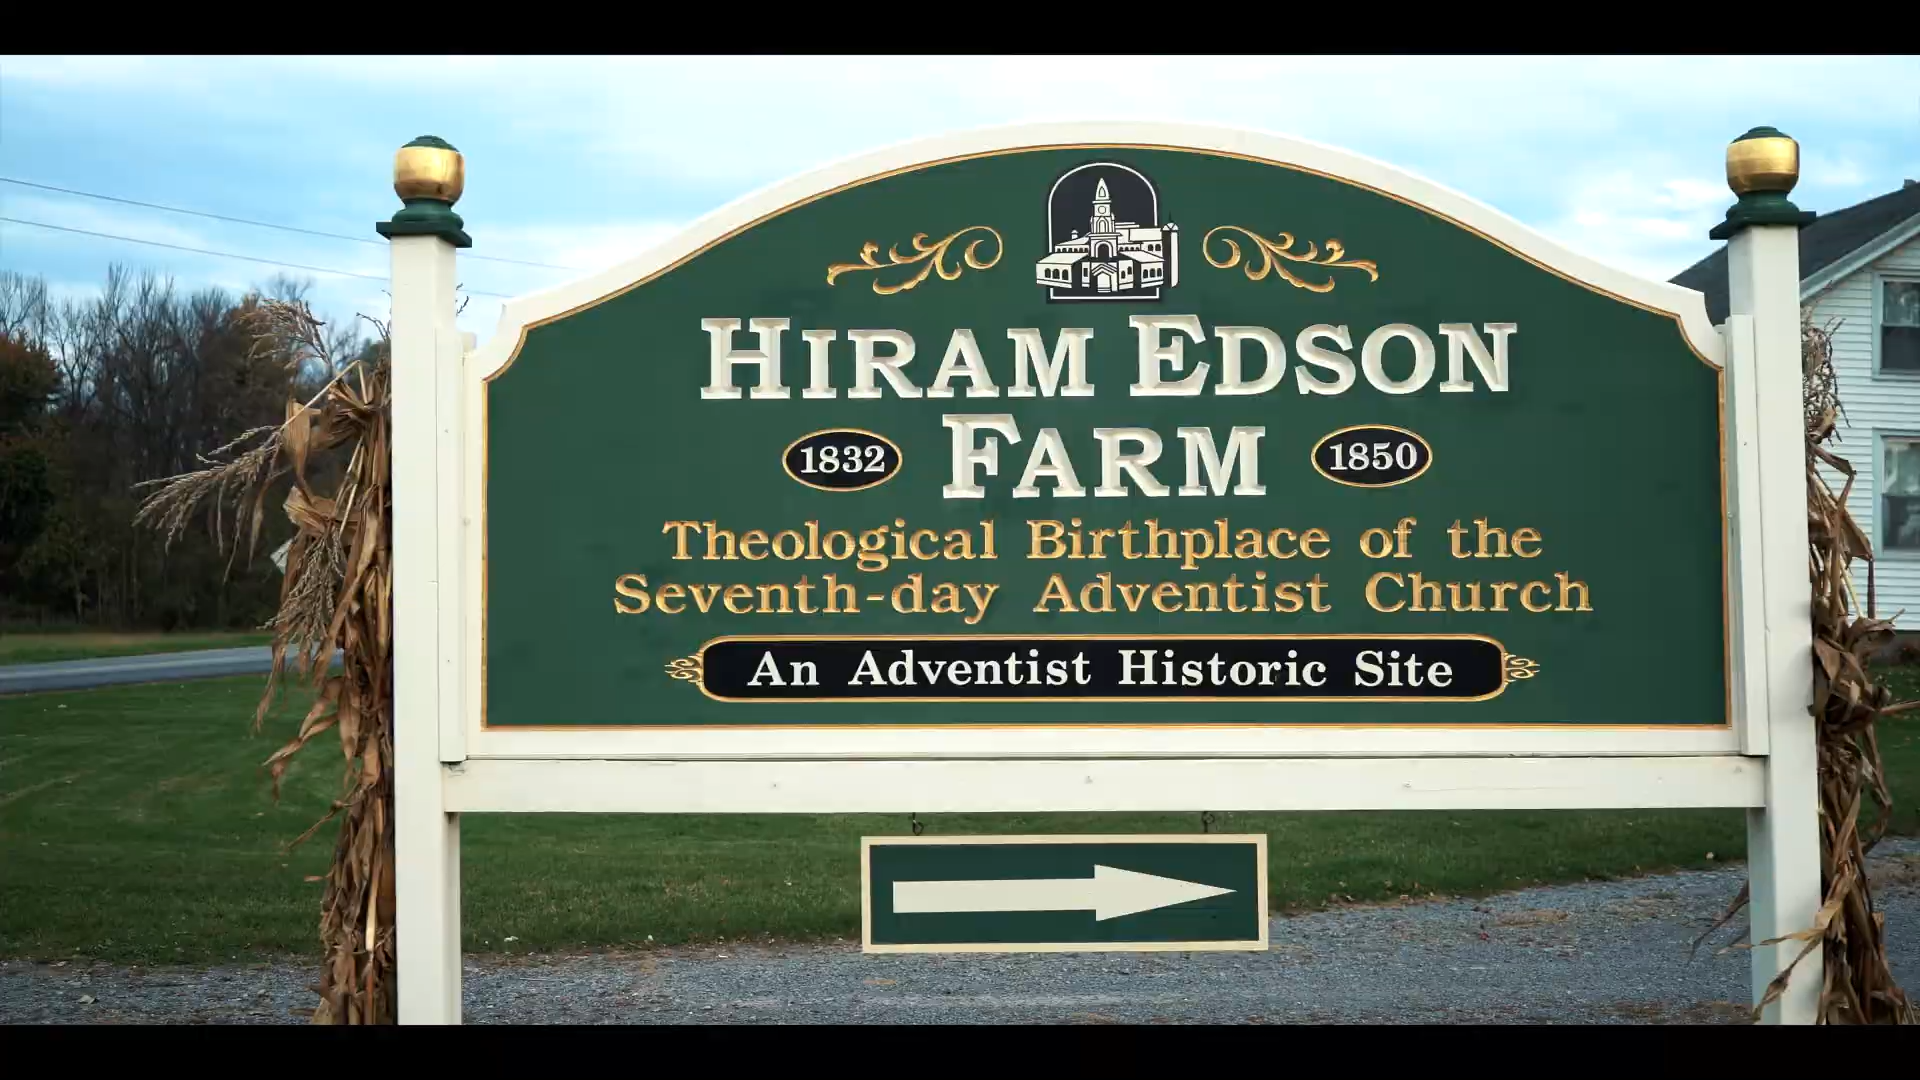 HIRAM EDSON
1832 FARM 1850
Theological Birthplace of the
Seventh-day Adventist Church
An Adventist Historic Site